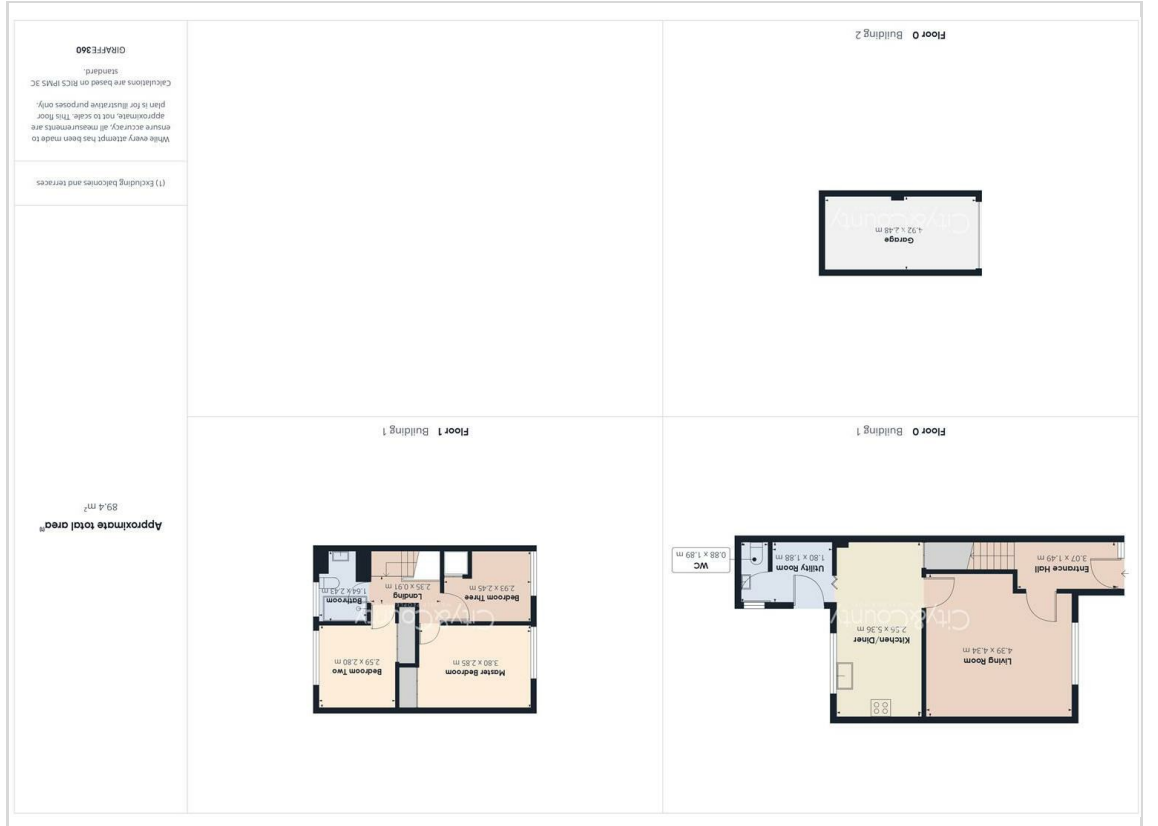 Floor 0 Building 1
Living Room
4.39 x 4.34 m
Kitchen/Diner
2.55 x 5.36 m
Entrance Hall
3.07 x 1.49 m
Utility Room
1.80 x 1.88 m
WC
0.88 x 1.89 m
City&County
Floor 1 Building 1
Master Bedroom
3.80 x 2.85 m
Bedroom Two
2.59 x 2.80 m
Bedroom Three
2.93 x 2.45 m
Landing
2.35 x 0.91 m
Bathroom
1.64 x 2.43 m
City&County
Floor 0 Building 2
Garage
4.92 x 2.48 m
City&County
Approximate total area(1)
89.4 m²
(1) Excluding balconies and terraces
While every attempt has been made to
ensure accuracy, all measurements are
approximate, not to scale. This floor
plan is for illustrative purposes only.
Calculations are based on RICS IPMS 3C
standard.
GIRAFFE360